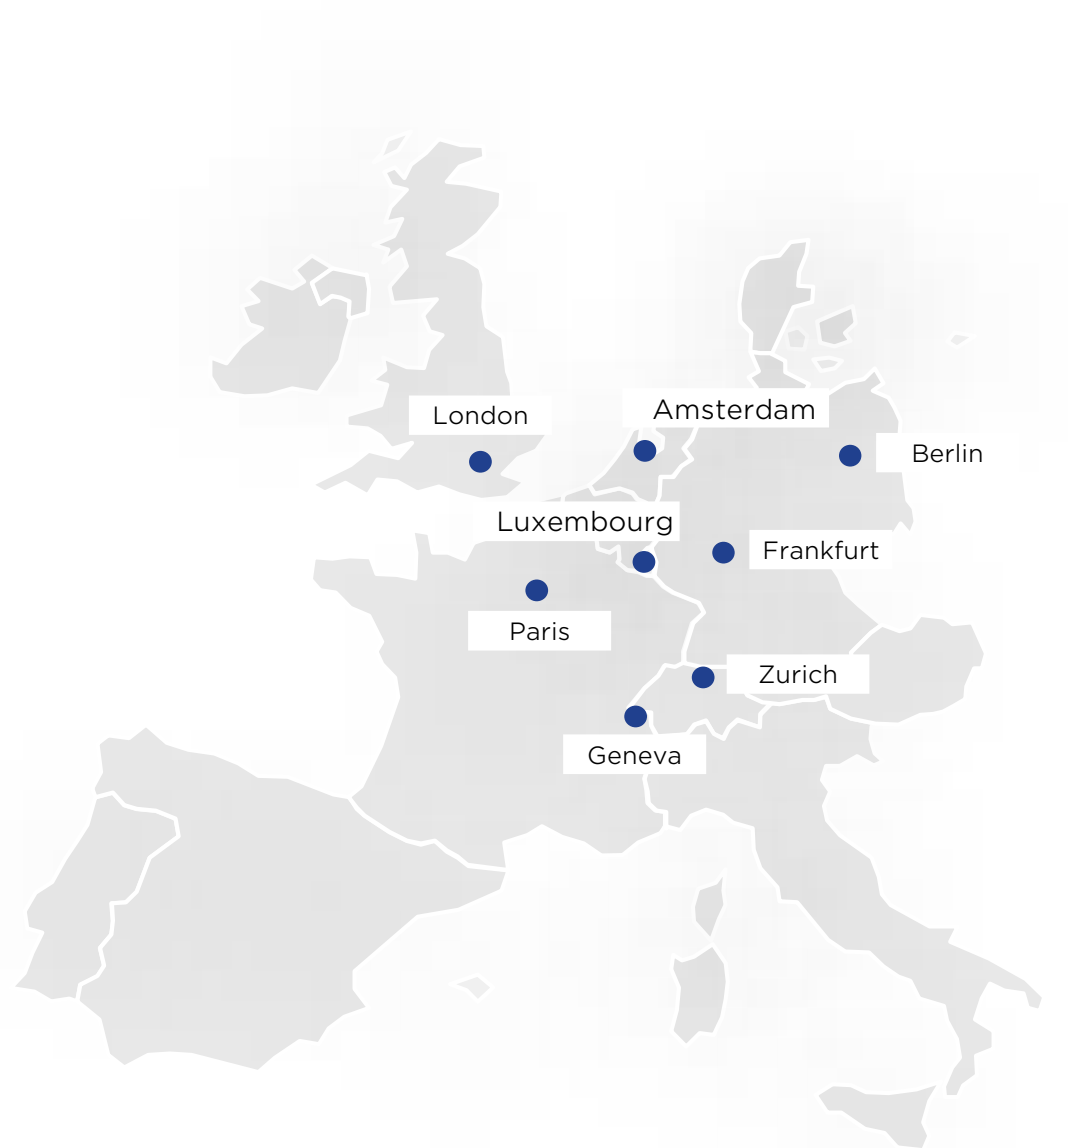 Amsterdam
London
Berlin
Luxembourg
Frankfurt
Paris
Zurich
Geneva